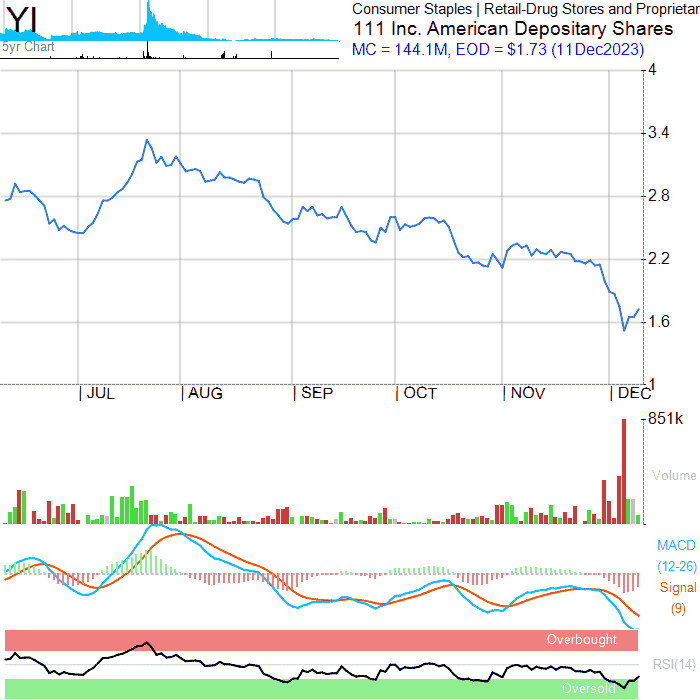 YI
5yr Chart
Consumer Staples | Retail-Drug Stores and Proprietar
111 Inc. American Depositary Shares
MC = 144.1M, EOD = $1.73 (11Dec2023)
4
3.4
2.8
2.2
1.6
1
JUL
AUG
SEP
OCT
NOV
DEC
851k
Volume
MACD
(12-26)
Signal
(9)
Overbought
RSI(14)
Oversold